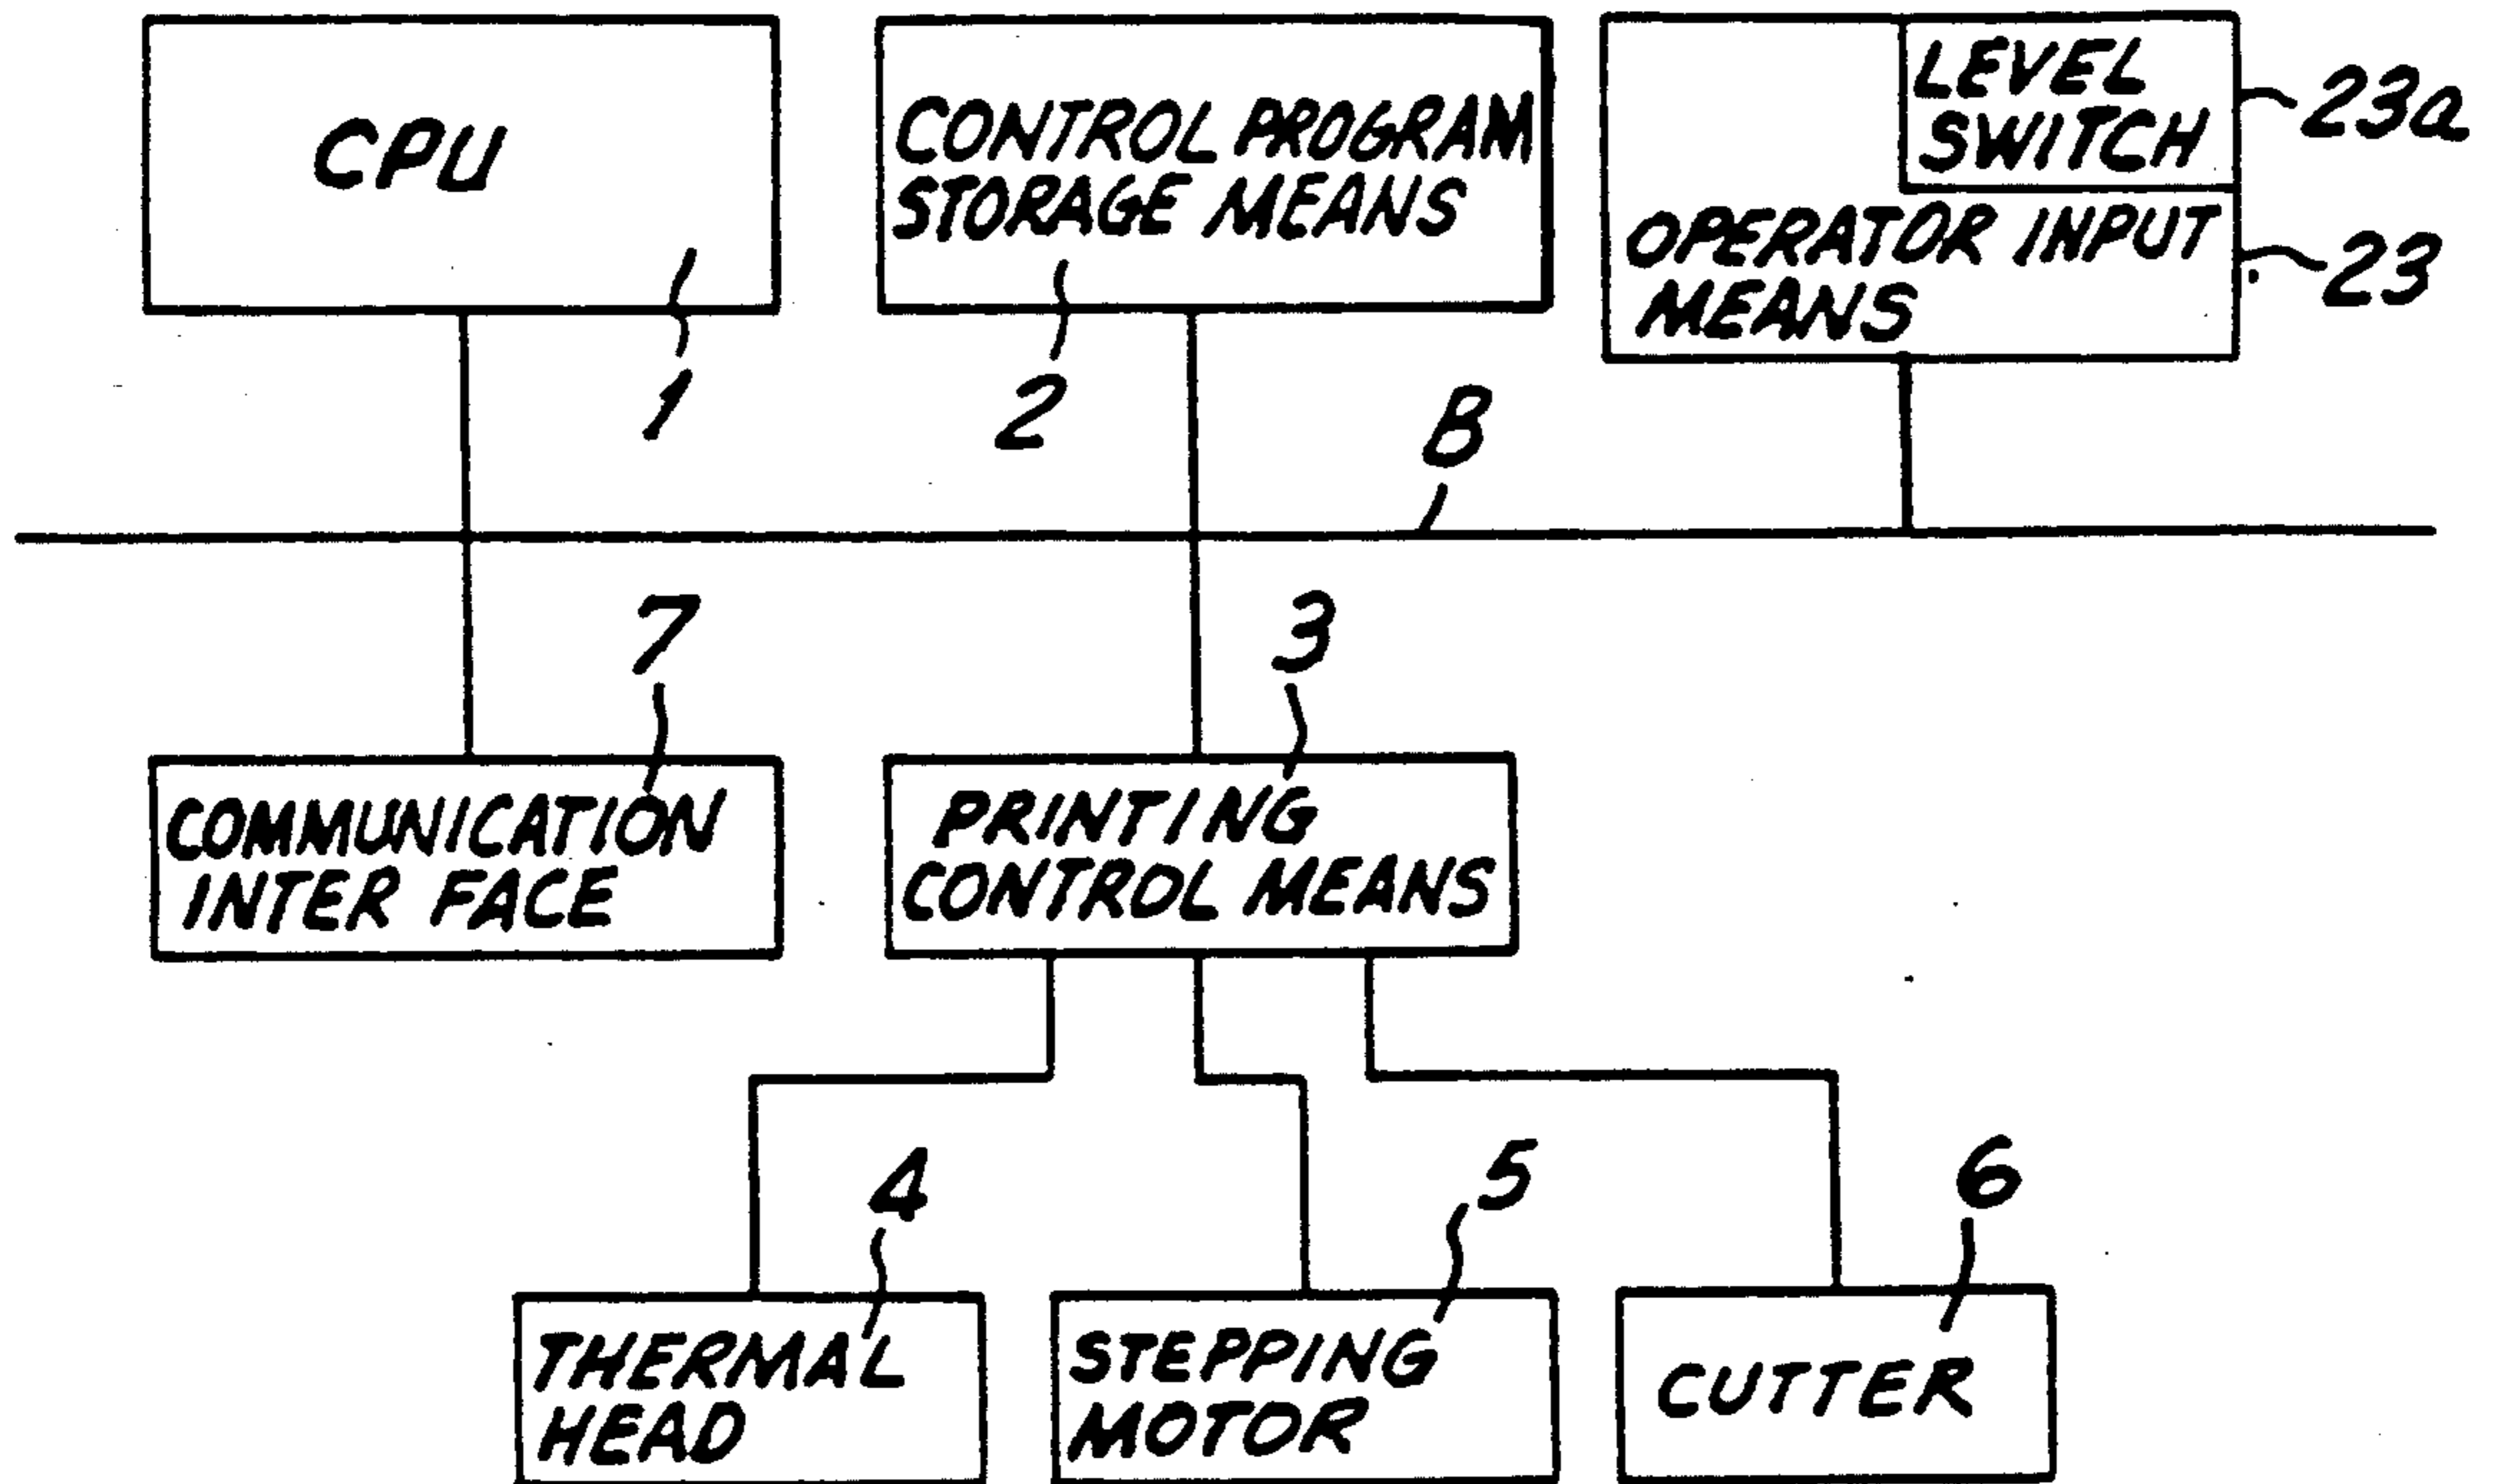 CPU
1
CONTROL PROGRAM
STORAGE MEANS
2
LEVEL
SWITCH
23a
OPERATOR INPUT
MEANS
23
B
7
COMMUNICATION
INTER FACE
3
PRINTING
CONTROL MEANS
4
THERMAL
HEAD
5
STEPPING
MOTOR
6
CUTTER